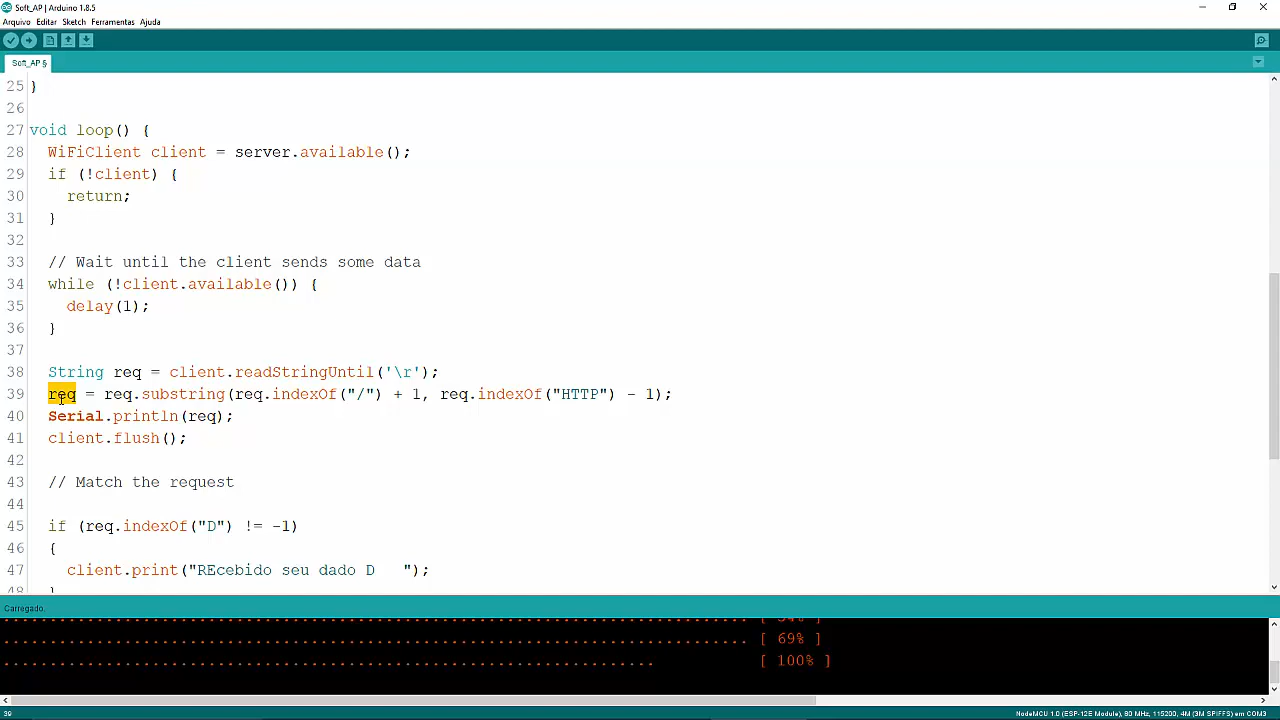 Soft_AP | Arduino 1.8.5
Arquivo Editar Sketch Ferramentas Ajuda
Soft_AP §
25 }
26
27 void loop() {
28 WiFiClient client = server.available();
29 if (!client) {
30 return;
31 }
32
33 // Wait until the client sends some data
34 while (!client.available()) {
35 delay(1);
36 }
37
38 String req = client.readStringUntil('\r');
39 req = req.substring(req.indexOf("/") + 1, req.indexOf("HTTP") - 1);
40 Serial.println(req);
41 client.flush();
42
43 // Match the request
44
45 if (req.indexOf("D") != -1)
46 {
47 client.print("REcebido seu dado D   ");
48 }
Carregado.
................................................................................ [ 54% ]
................................................................................ [ 69% ]
...................................................................... [ 100% ]
39 NodeMCU 1.0 (ESP-12E Module), 80 MHz, 115200, 4M (3M SPIFFS) em COM3